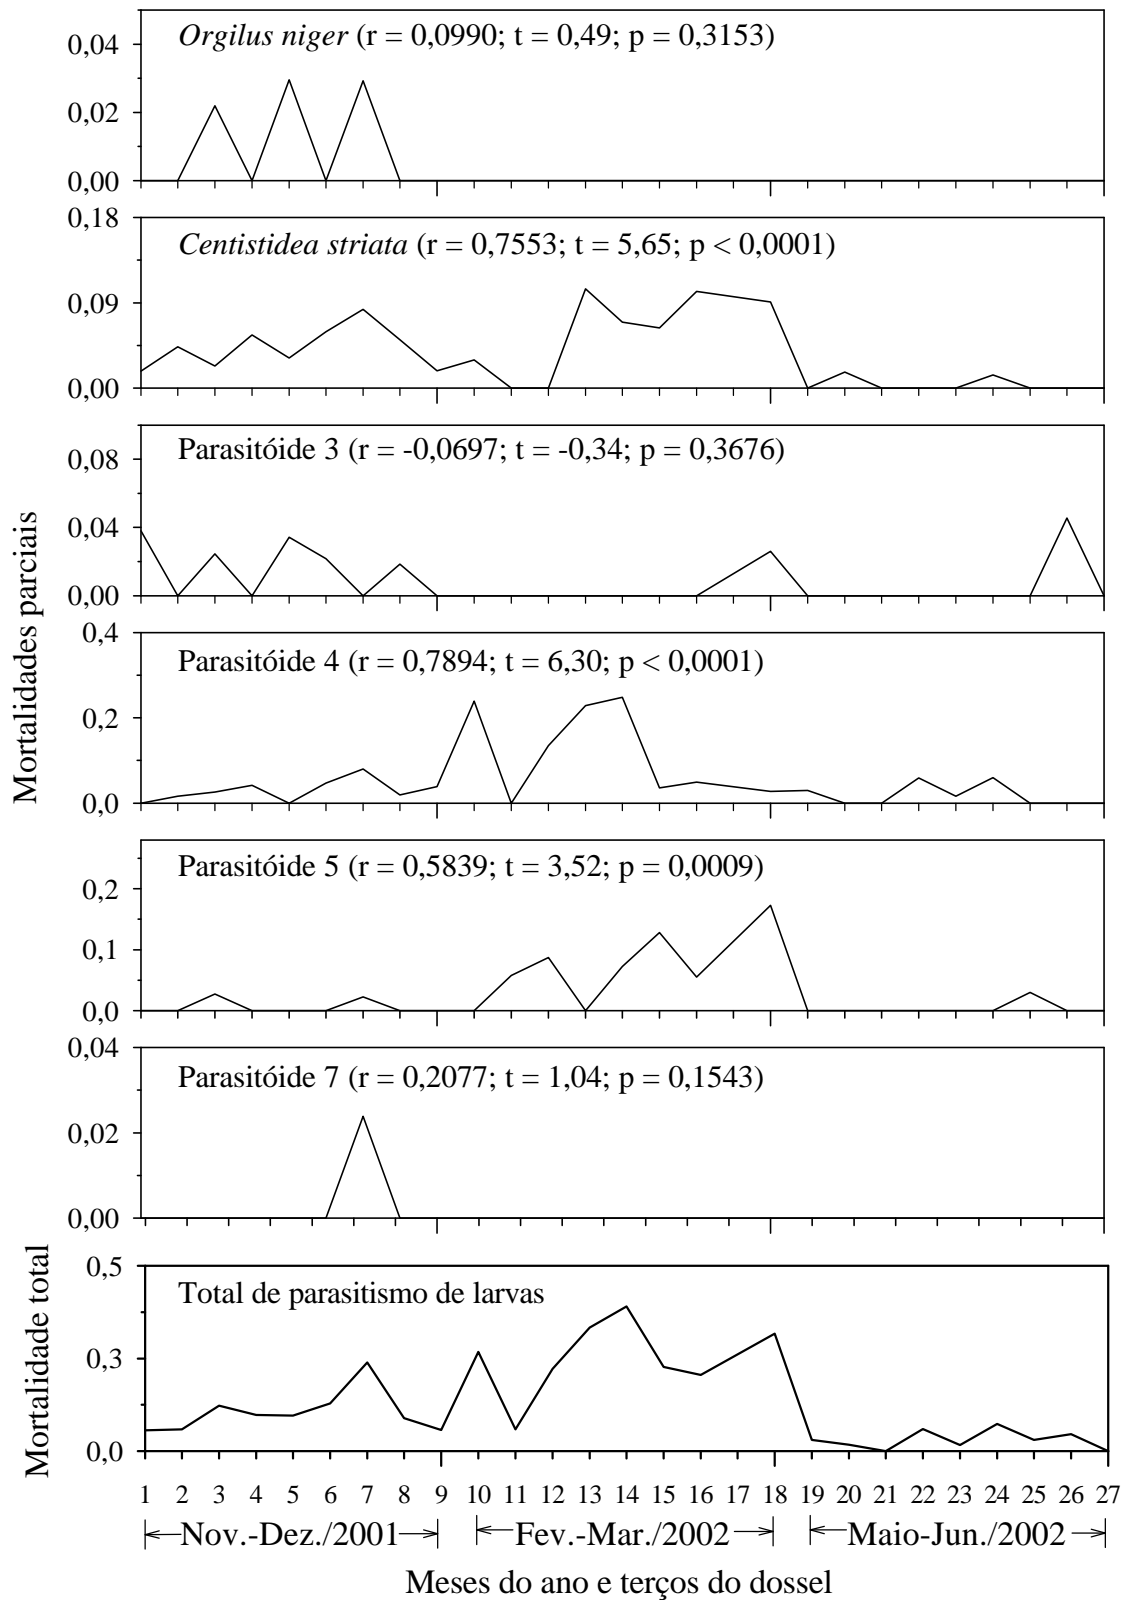 Orgilus niger (r = 0,0990; t = 0,49; p = 0,3153)
0,04
0,02
0,00
Centistidea striata (r = 0,7553; t = 5,65; p < 0,0001)
0,18
0,09
0,00
Parasitóide 3 (r = -0,0697; t = -0,34; p = 0,3676)
0,08
0,04
0,00
Mortalidades parciais
Parasitóide 4 (r = 0,7894; t = 6,30; p < 0,0001)
0,4
0,2
0,0
Parasitóide 5 (r = 0,5839; t = 3,52; p = 0,0009)
0,2
0,1
0,0
Parasitóide 7 (r = 0,2077; t = 1,04; p = 0,1543)
0,04
0,02
0,00
Mortalidade total
Total de parasitismo de larvas
0,5
0,3
0,0
1 2 3 4 5 6 7 8 9 10 11 12 13 14 15 16 17 18 19 20 21 22 23 24 25 26 27
Nov.-Dez./2001 Fev.-Mar./2002 Maio-Jun./2002
Meses do ano e terços do dossel